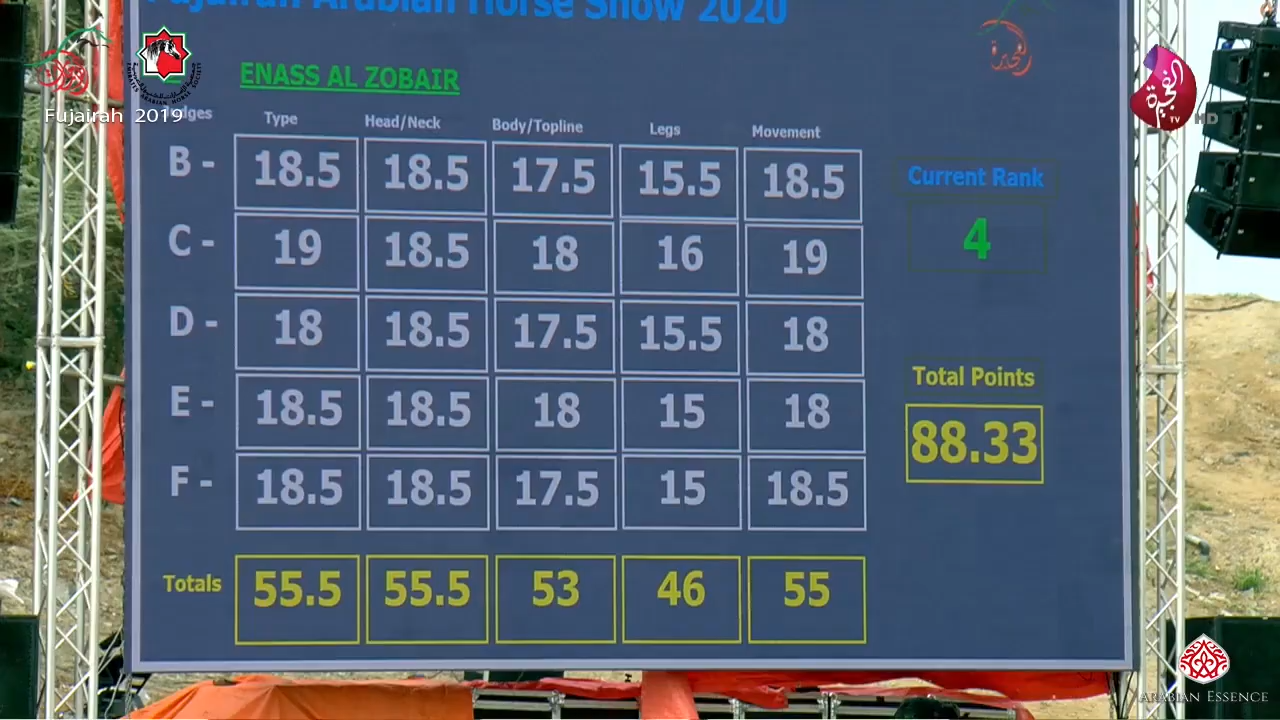 Fujairah Arabian Horse Show 2020
ENASS AL ZOBAIR
Fujairah 2019
Type Head/Neck Body/Topline Legs Movement
B - 18.5 18.5 17.5 15.5 18.5
C - 19 18.5 18 16 19
D - 18 18.5 17.5 15.5 18
E - 18.5 18.5 18 15 18
F - 18.5 18.5 17.5 15 18.5
Totals 55.5 55.5 53 46 55
Current Rank
4
Total Points
88.33
الفجيرة
TV HD
ARABIAN ESSENCE